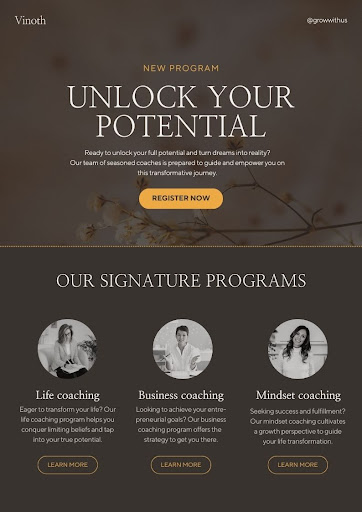 Vinoth
@growwithus
NEW PROGRAM
UNLOCK YOUR
POTENTIAL
Ready to unlock your full potential and turn dreams into reality?
Our team of seasoned coaches is prepared to guide and empower you on
this transformative journey.
REGISTER NOW
OUR SIGNATURE PROGRAMS
Life coaching
Eager to transform your life? Our
life coaching program helps you
conquer limiting beliefs and tap
into your true potential.
LEARN MORE
Business coaching
Looking to achieve your entre-
preneurial goals? Our business
coaching program offers the
strategy to get you there.
LEARN MORE
Mindset coaching
Seeking success and fulfillment?
Our mindset coaching cultivates
a growth perspective to guide
your life transformation.
LEARN MORE